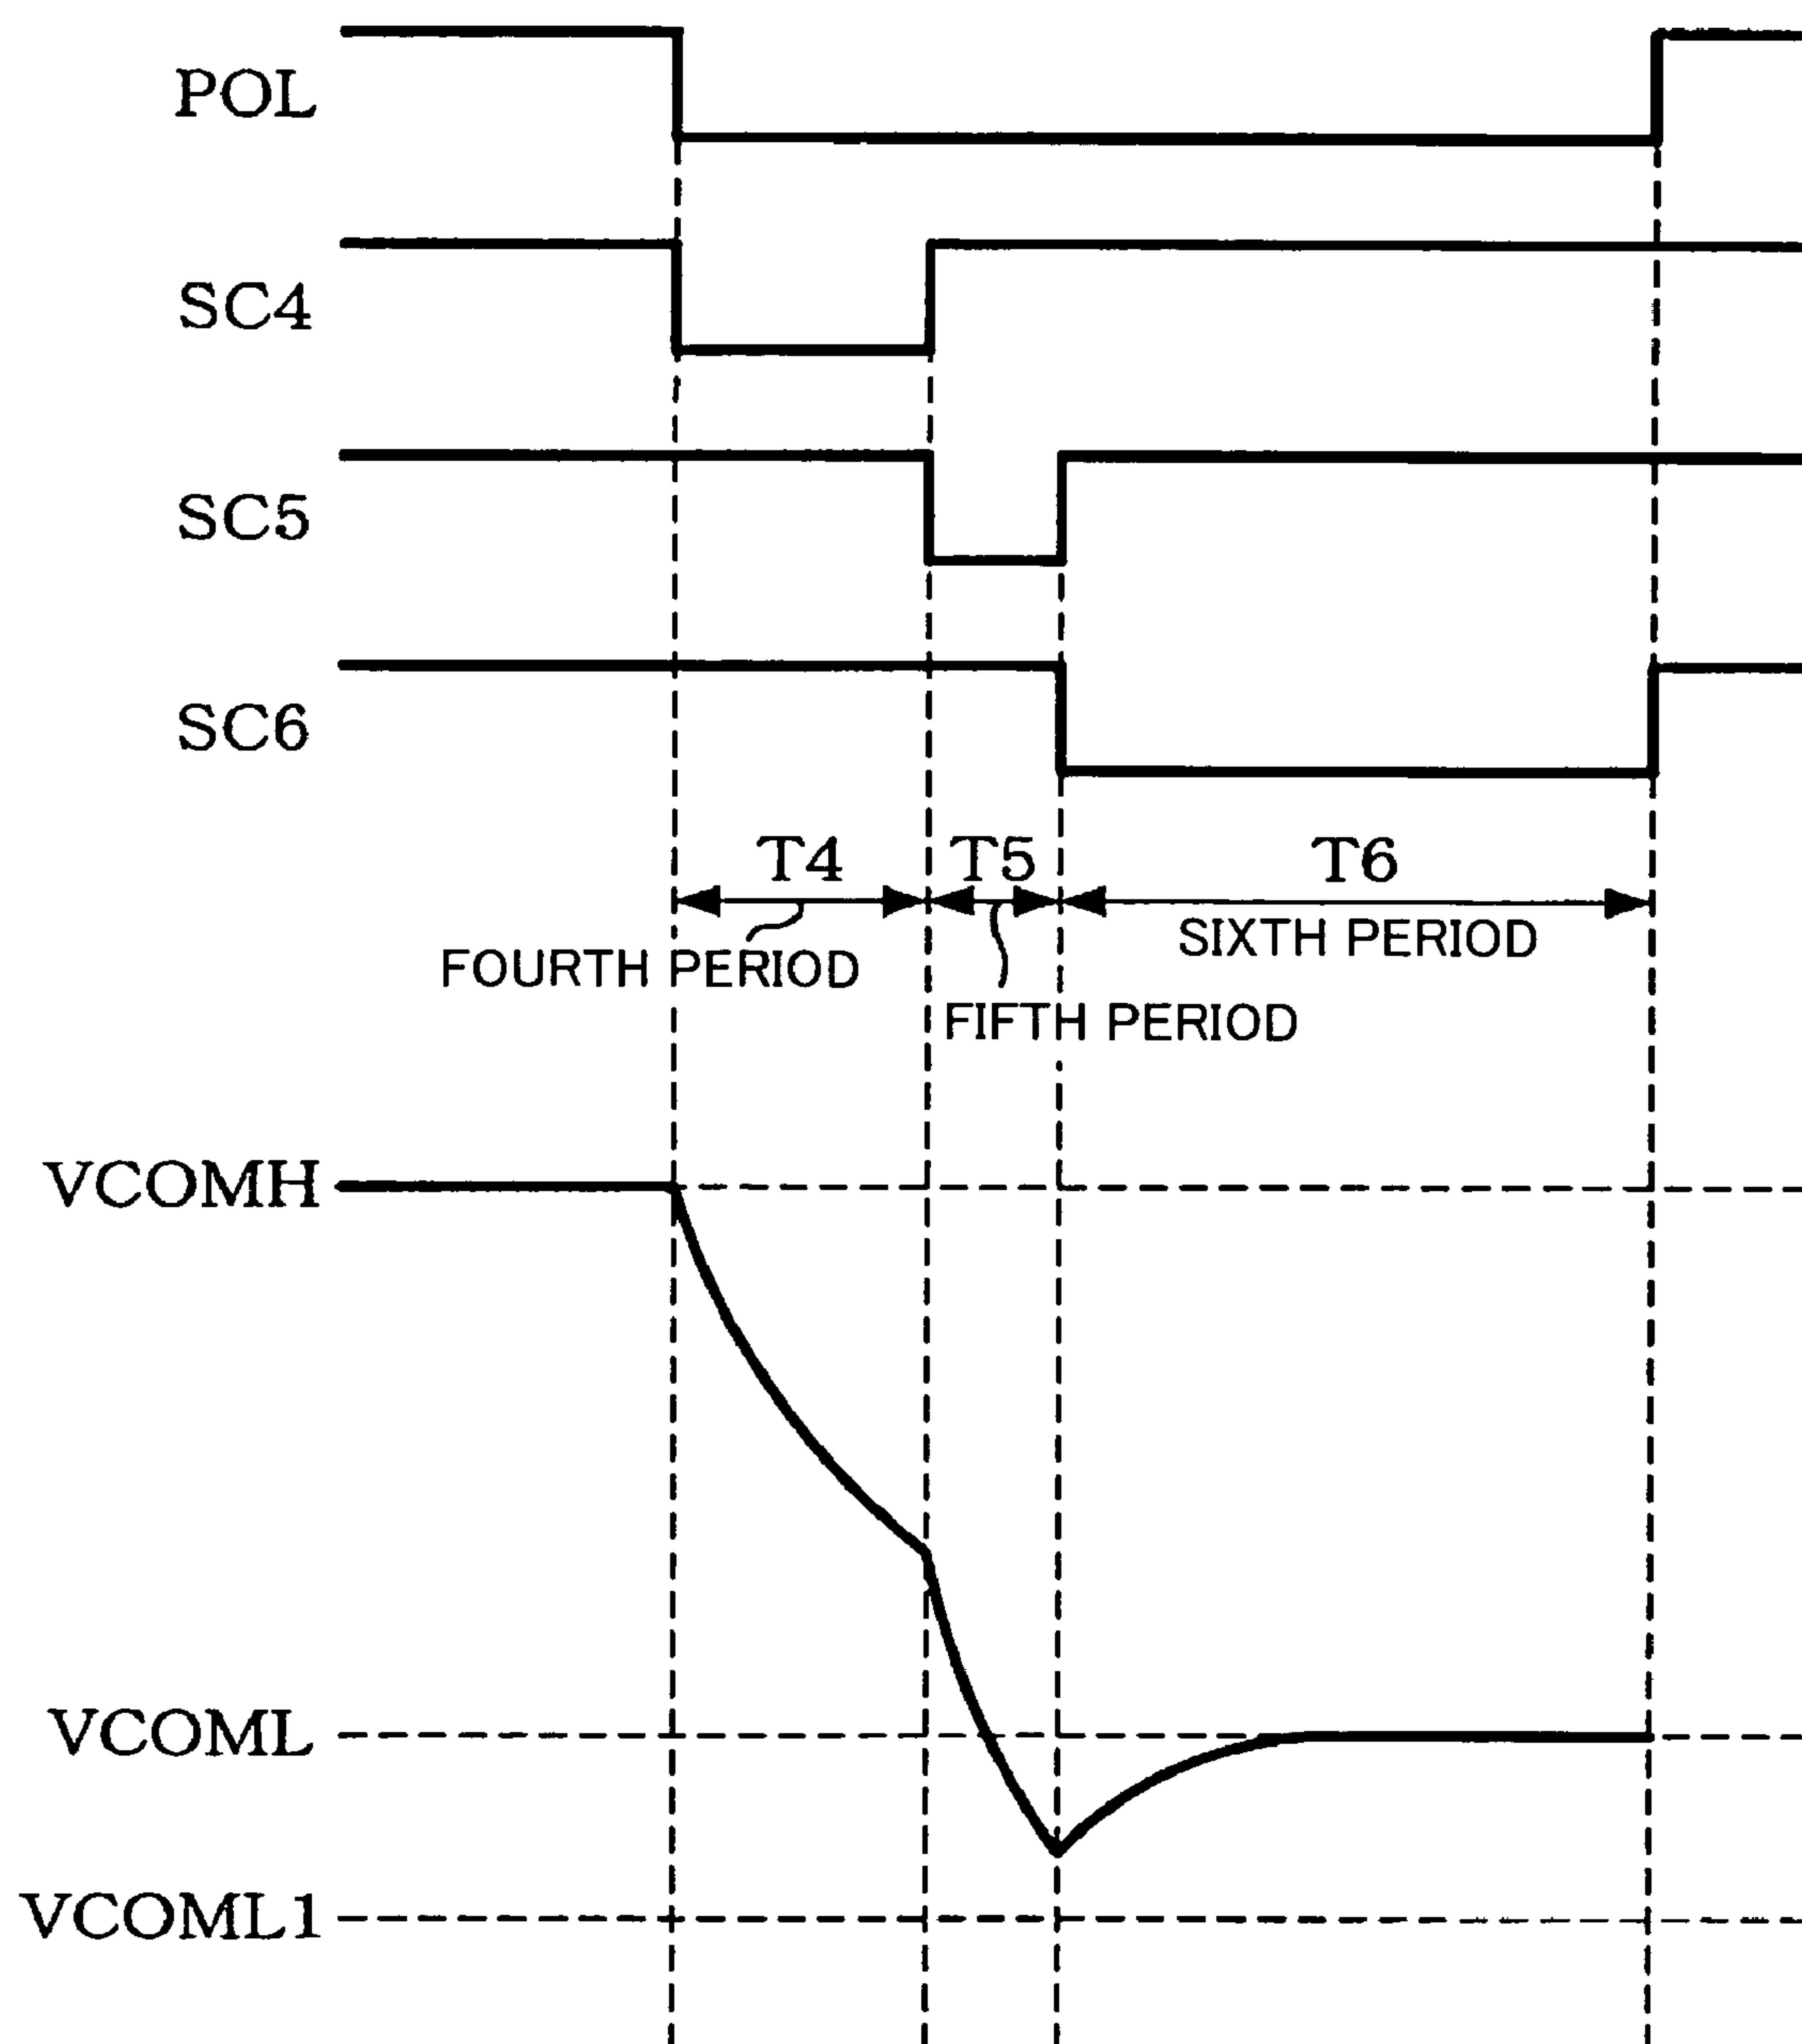 POL
SC4
SC5
SC6
T4 T5 T6
FOURTH PERIOD
SIXTH PERIOD
FIFTH PERIOD
VCOMH
VCOML
VCOML1